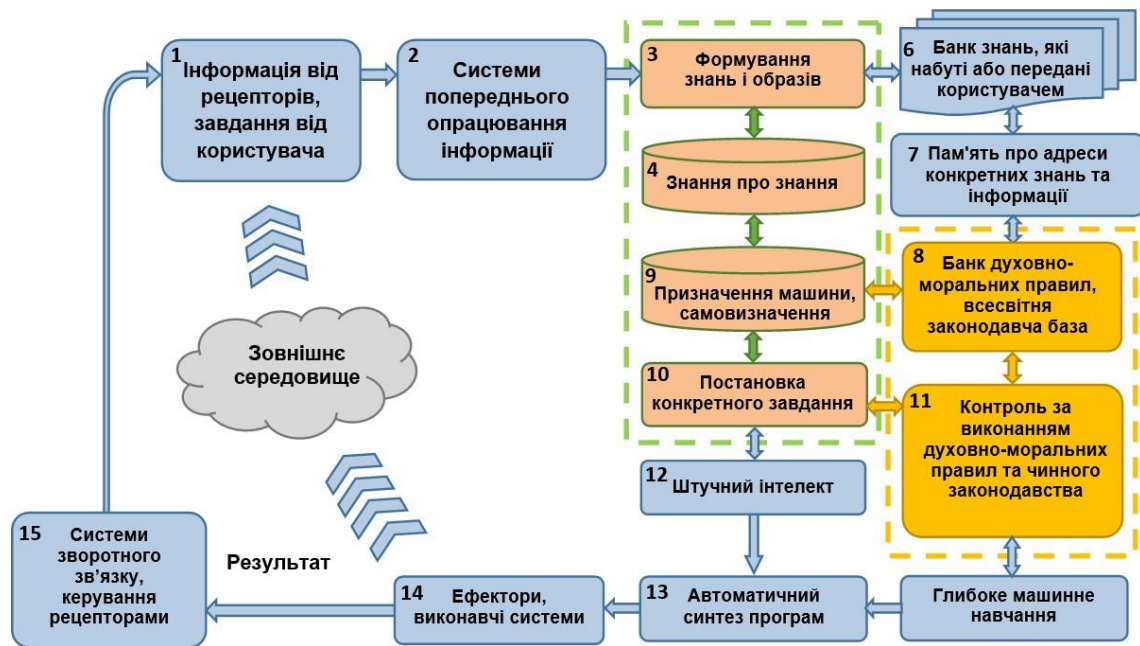 1
Інформація від
рецепторів,
завдання від
користувача
2
Системи
попереднього
опрацювання
інформації
3
Формування
знань і образів
6
Банк знань, які
набуті або передані
користувачем
4
Знання про знання
7
Пам'ять про адреси
конкретних знань та
інформації
9
Призначення машини,
самовизначення
8
Банк духовно-
моральних правил,
всесвітня
законодавча база
Зовнішнє
середовище
10
Постановка
конкретного завдання
11
Контроль за
виконанням
духовно-моральних
правил та чинного
законодавства
12
Штучний інтелект
15
Системи
зворотного
зв’язку,
керування
рецепторами
Результат
14
Ефектори,
виконавчі системи
13
Автоматичний
синтез програм
Глибоке машинне
навчання